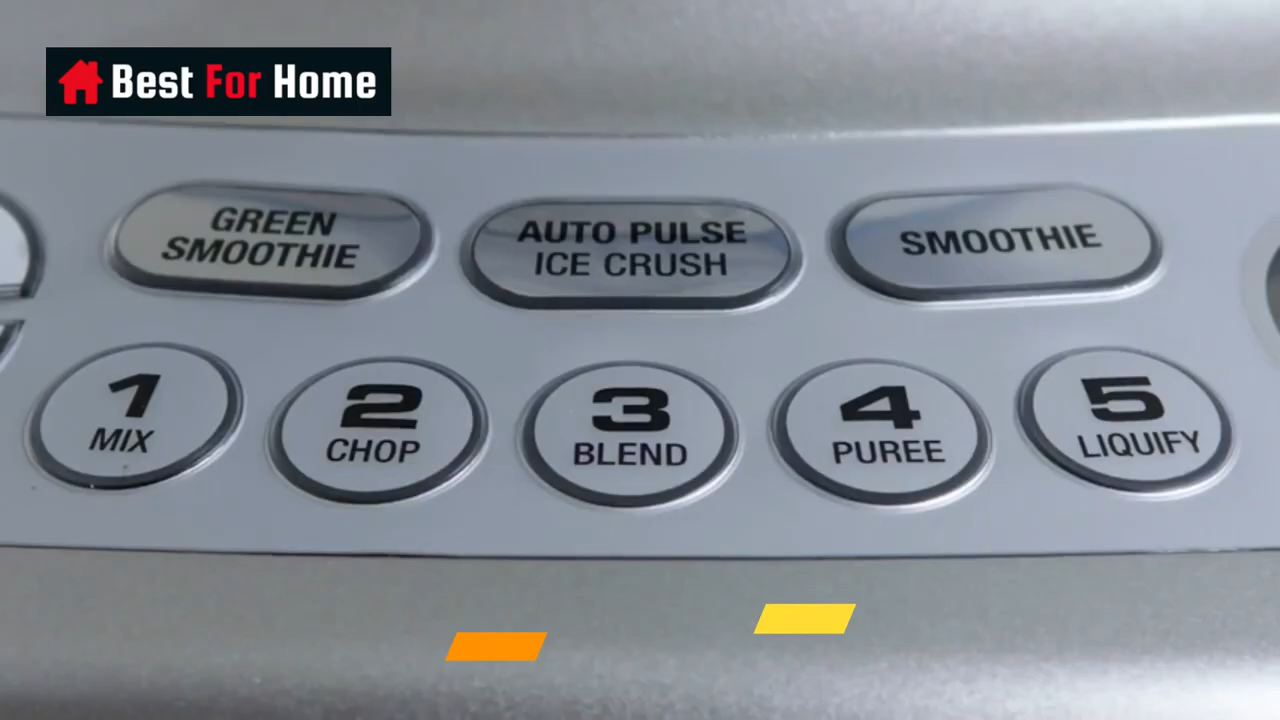 Best For Home
GREEN
SMOOTHIE
AUTO PULSE
ICE CRUSH
SMOOTHIE
1
MIX
2
CHOP
3
BLEND
4
PUREE
5
LIQUIFY